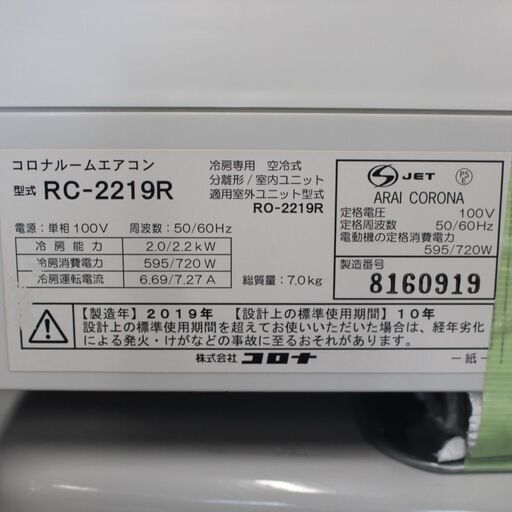 コロナルームエアコン
型式 RC-2219R
冷房専用 空冷式
分離形/室内ユニット
適用室外ユニット型式
RO-2219R
電源:単相100V 周波数:50/60Hz
冷房能力 2.0/2.2kW
冷房消費電力 595/720W
冷房運転電流 6.69/7.27A
総質量:7.0kg
JET
PS
E
ARAI CORONA
定格電圧 100V
定格周波数 50/60Hz
電動機の定格消費電力
595/720W
製造番号
8160919
【製造年】2019年 【設計上の標準使用期間】10年
設計上の標準使用期間を超えてお使いいただいた場合は、経年劣化
による発火・けがなどの事故に至るおそれがあります。
株式会社 コロナ
-紙-